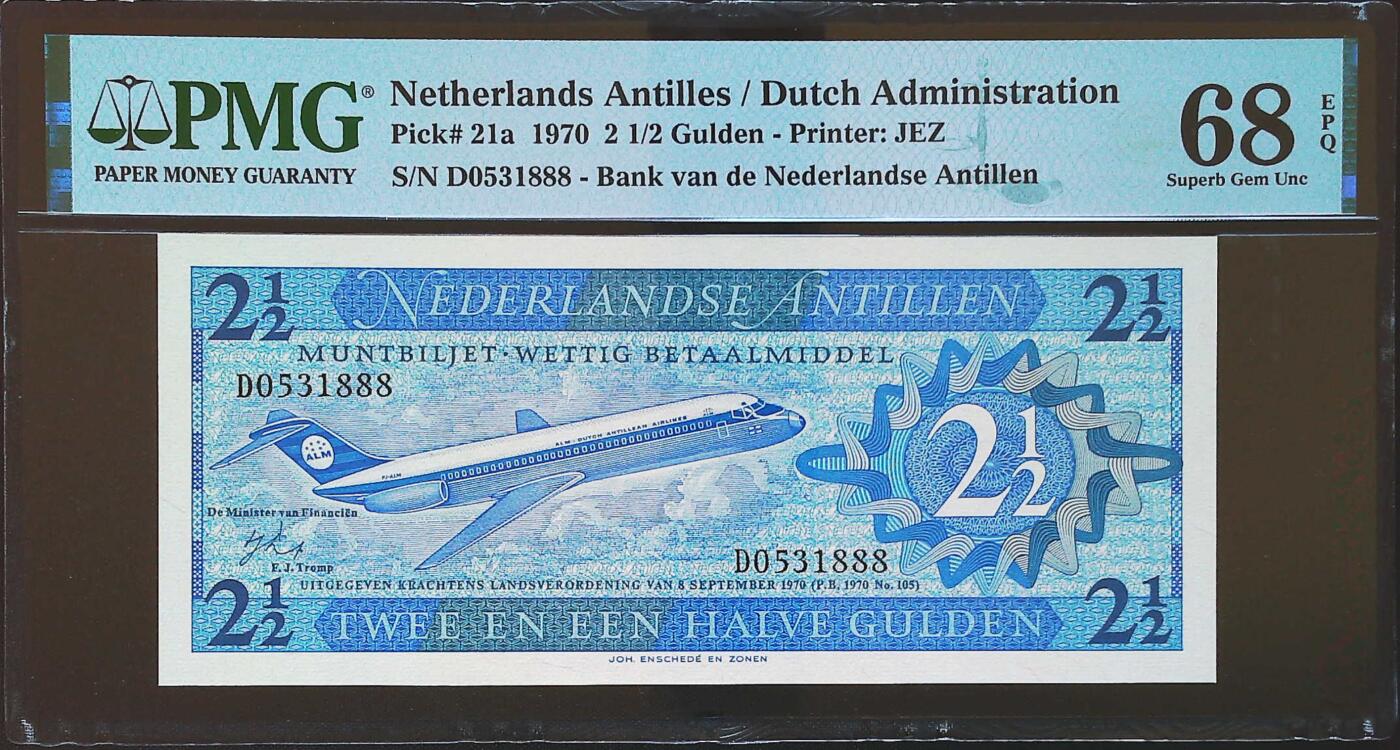 PMG®
PAPER MONEY GUARANTY
Netherlands Antilles / Dutch Administration
Pick# 21a 1970 2 1/2 Gulden - Printer: JEZ
S/N D0531888 - Bank van de Nederlandse Antillen
68
EPQ
Superb Gem Unc
2½ NEDERLANDSE ANTILLEN 2½
MUNTBILJET·WETTIG BETAALMIDDEL
D0531888
ALM - DUTCH ANTILLEAN AIRLINES
ALM
PJ-ALM
2½
De Minister van Financiën
E.J. Tromp
D0531888
UITGEGEVEN KRACHTENS LANDSVERORDENING VAN 8 SEPTEMBER 1970 (P.B. 1970 No. 105)
2½ TWEE EN EEN HALVE GULDEN 2½
JOH. ENSCHEDÉ EN ZONEN